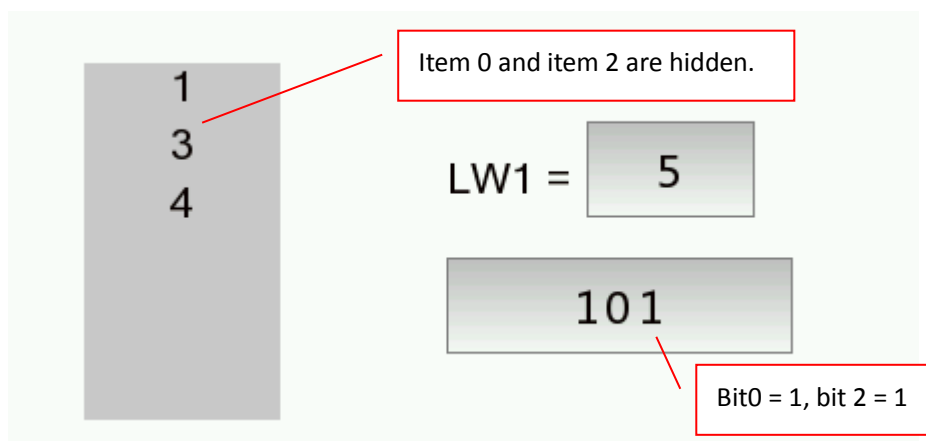 Item 0 and item 2 are hidden.
1
3
4
LW1 = 5
101
Bit0 = 1, bit 2 = 1